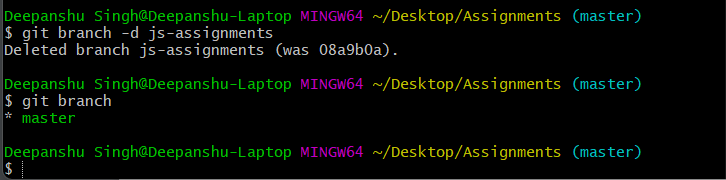 Deepanshu Singh@Deepanshu-Laptop MINGW64 ~/Desktop/Assignments (master)
$ git branch -d js-assignments
Deleted branch js-assignments (was 08a9b0a).
Deepanshu Singh@Deepanshu-Laptop MINGW64 ~/Desktop/Assignments (master)
$ git branch
* master
Deepanshu Singh@Deepanshu-Laptop MINGW64 ~/Desktop/Assignments (master)
$